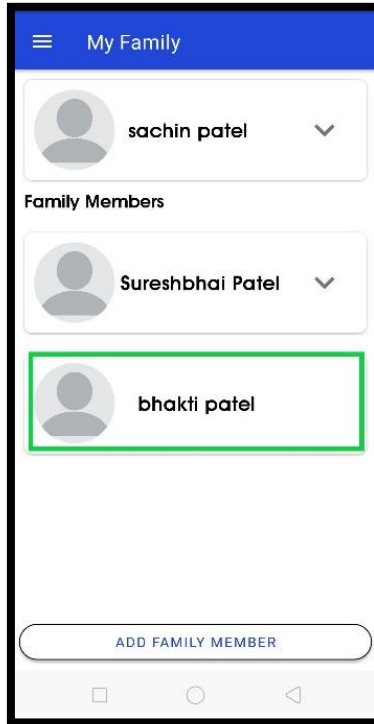 My Family
sachin patel
Family Members
Sureshbhai Patel
bhakti patel
ADD FAMILY MEMBER